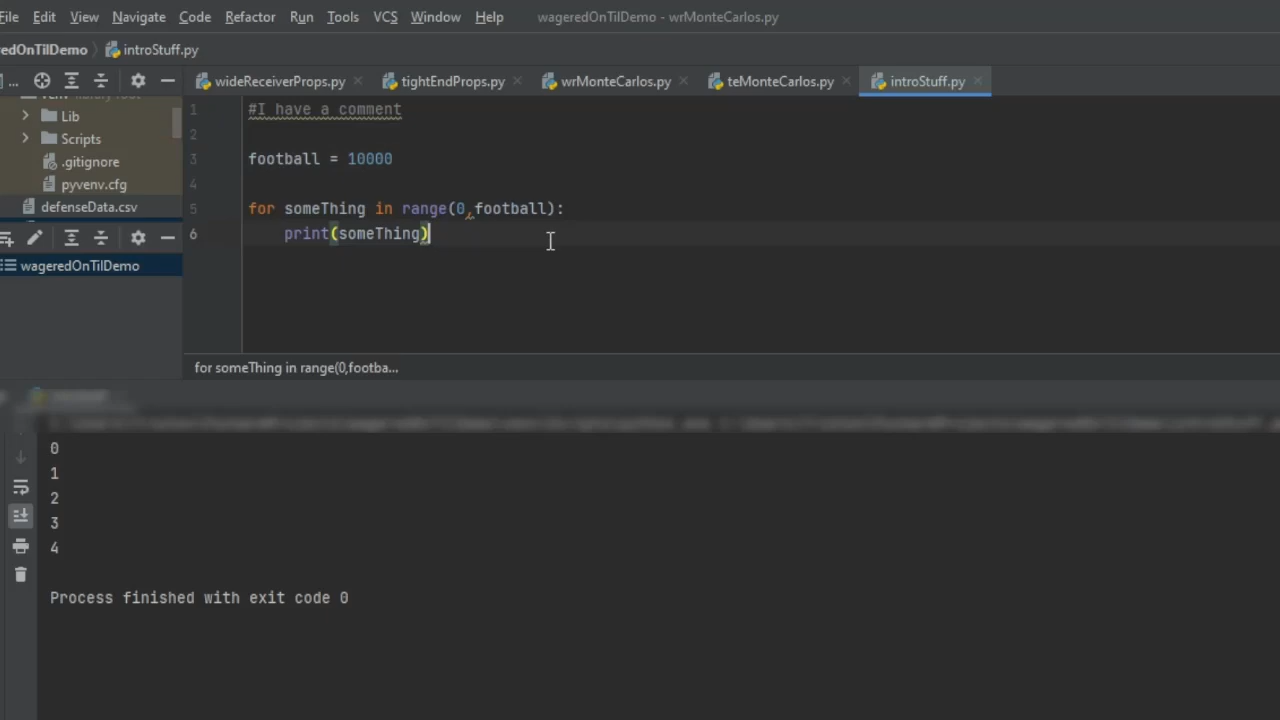 File Edit View Navigate Code Refactor Run Tools VCS Window Help wageredOnTilDemo - wrMonteCarlos.py
redOnTilDemo introStuff.py
... wideReceiverProps.py tightEndProps.py wrMonteCarlos.py teMonteCarlos.py introStuff.py
Lib
Scripts
.gitignore
pyvenv.cfg
defenseData.csv
wageredOnTilDemo
1 #I have a comment
2
3 football = 10000
4
5 for someThing in range(0,football):
6 print(someThing)
for someThing in range(0,footba...
0
1
2
3
4
Process finished with exit code 0